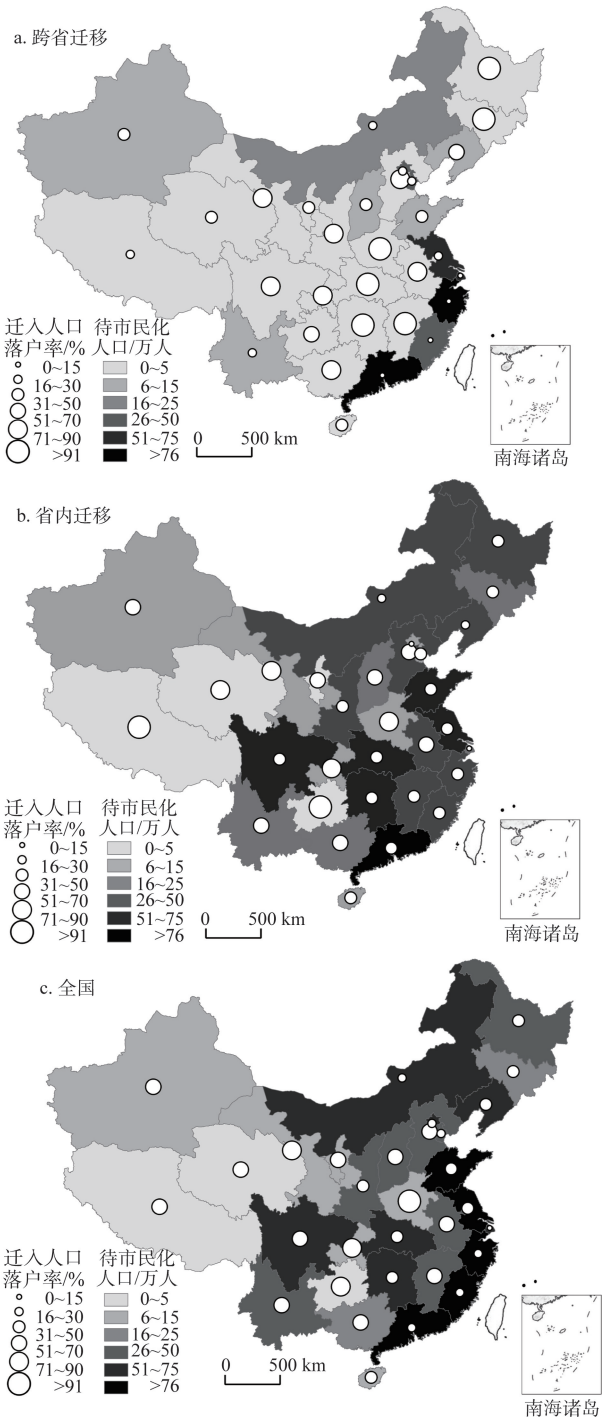 a. 跨省迁移
迁入人口 待市民化
落户率/% 人口/万人
0~15 0~5
16~30 6~15
31~50 16~25
51~70 26~50
71~90 51~75
>91 >76
0 500 km
南海诸岛
b. 省内迁移
迁入人口 待市民化
落户率/% 人口/万人
0~15 0~5
16~30 6~15
31~50 16~25
51~70 26~50
71~90 51~75
>91 >76
0 500 km
南海诸岛
c. 全国
迁入人口 待市民化
落户率/% 人口/万人
0~15 0~5
16~30 6~15
31~50 16~25
51~70 26~50
71~90 51~75
>91 >76
0 500 km
南海诸岛